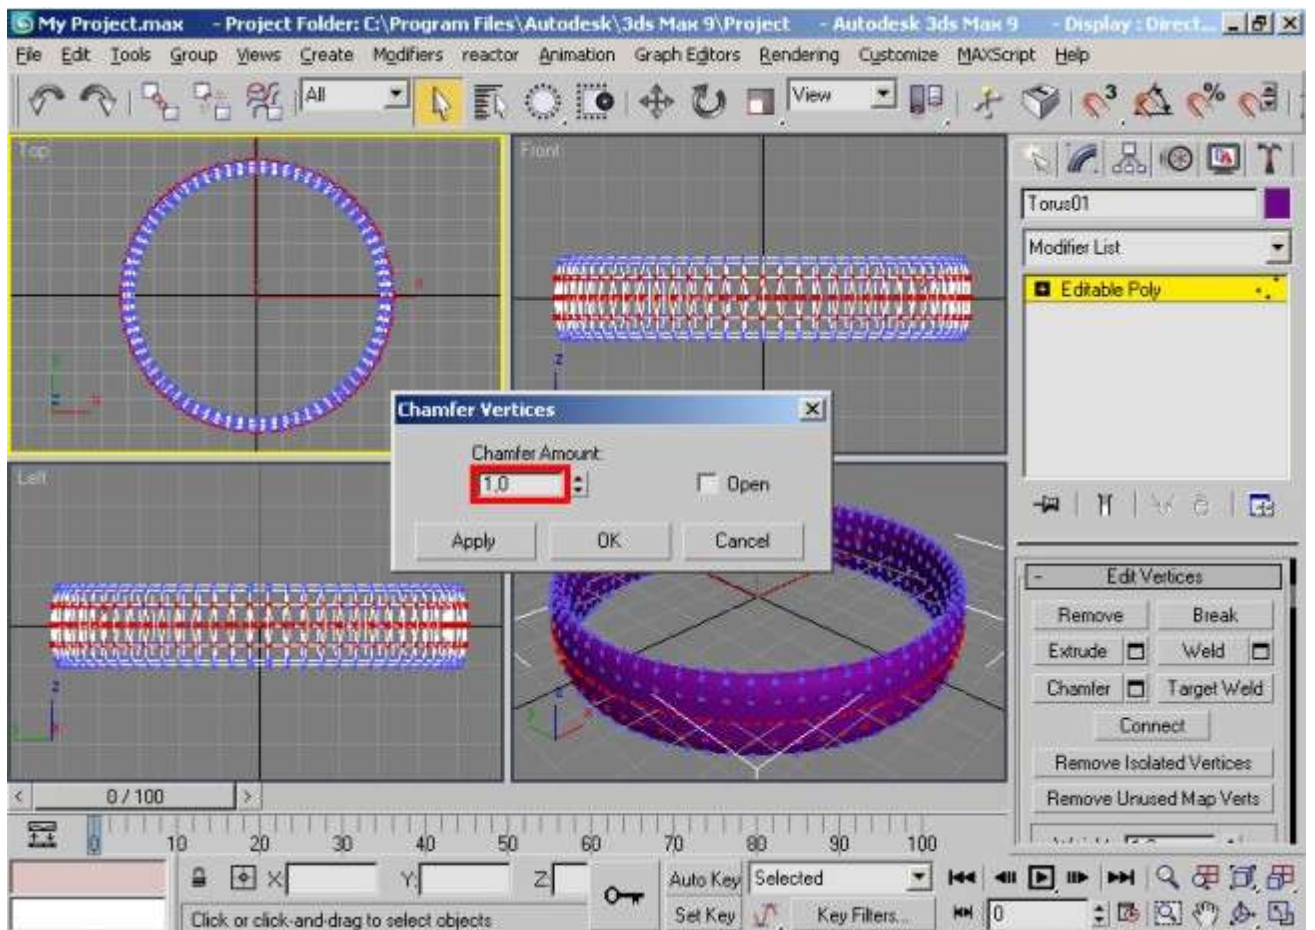 My Project.max - Project Folder: C:\Program Files\Autodesk\3ds Max 9\Project - Autodesk 3ds Max 9 - Display : Direct...
File Edit Tools Group Views Create Modifiers reactor Animation Graph Editors Rendering Customize MAXScript Help
All View 3 %
Top Front
Torus01
Modifier List
Editable Poly
Chamfer Vertices
Chamfer Amount:
1,0 Open
Apply OK Cancel
Left
Edit Vertices
Remove Break
Extrude Weld
Chamfer Target Weld
Connect
Remove Isolated Vertices
Remove Unused Map Verts
0 / 100
0 10 20 30 40 50 60 70 80 90 100
X: Y: Z: Auto Key Selected
Click or click-and-drag to select objects Set Key Key Filters... 0